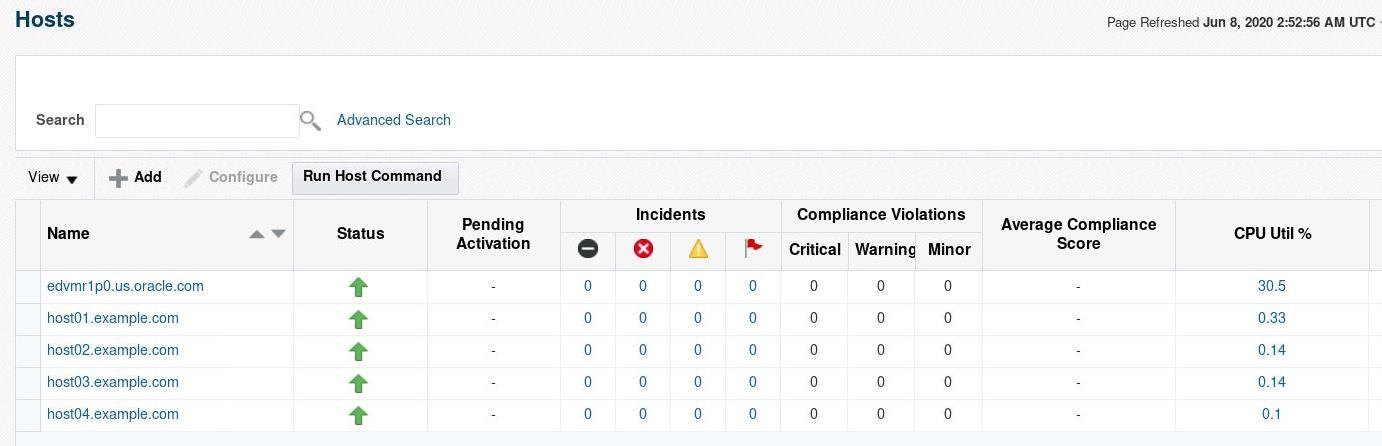 Hosts
Page Refreshed Jun 8, 2020 2:52:56 AM UTC
Search
Advanced Search
View Add Configure Run Host Command
Name Status Pending Activation Incidents Compliance Violations Average Compliance Score CPU Util %
Critical Warning Minor
edvmr1p0.us.oracle.com - 0 0 0 0 0 0 0 - 30.5
host01.example.com - 0 0 0 0 0 0 0 - 0.33
host02.example.com - 0 0 0 0 0 0 0 - 0.14
host03.example.com - 0 0 0 0 0 0 0 - 0.14
host04.example.com - 0 0 0 0 0 0 0 - 0.1